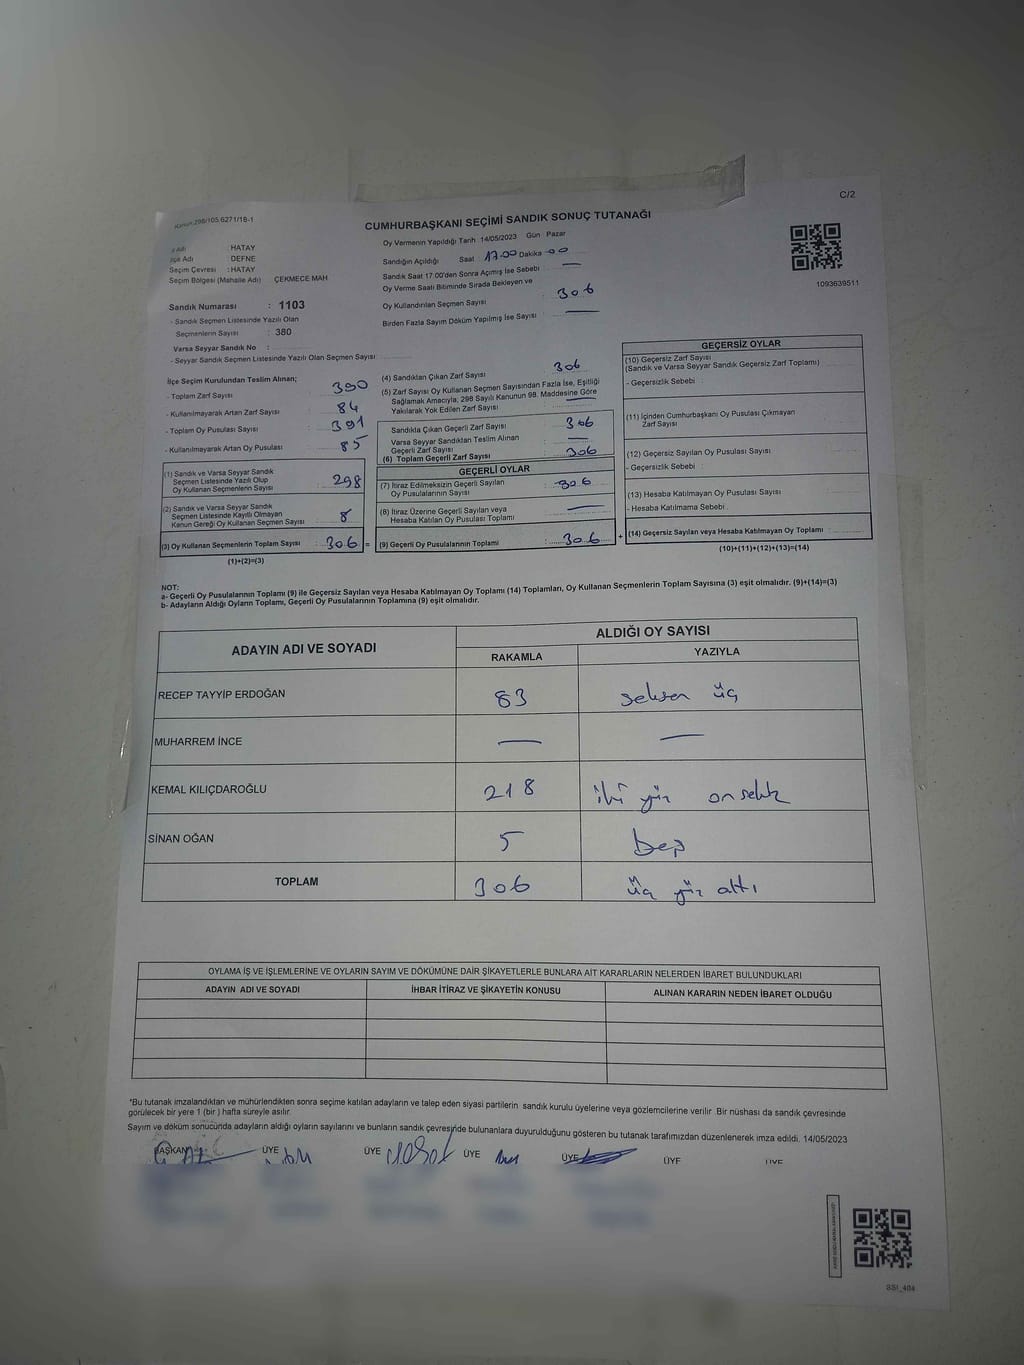 C/2
Kanun 298/105 6271/18-1
CUMHURBAŞKANI SEÇİMİ SANDIK SONUÇ TUTANAĞI
İl Adı : HATAY
İlçe Adı : DEFNE
Seçim Çevresi : HATAY
Seçim Bölgesi (Mahalle Adı) ÇEKMECE MAH
Sandık Numarası : 1103
- Sandık Seçmen Listesinde Yazılı Olan
Seçmenlerin Sayısı : 380
Varsa Seyyar Sandık No :
- Seyyar Sandık Seçmen Listesinde Yazılı Olan Seçmen Sayısı
Oy Vermenin Yapıldığı Tarih 14/05/2023 Gün Pazar
Sandığın Açıldığı Saat 17.00 Dakika 00
Sandık Saat 17:00'den Sonra Açımış İse Sebebi —
Oy Verme Saati Bitiminde Sırada Bekleyen ve
Oy Kullandırılan Seçmen Sayısı : 306
Birden Fazla Sayım Döküm Yapılmış İse Sayısı : —
1093639511
İlçe Seçim Kurulundan Teslim Alınan;
- Toplam Zarf Sayısı : 390
- Kullanılmayarak Artan Zarf Sayısı : 84
- Toplam Oy Pusulası Sayısı : 391
- Kullanılmayarak Artan Oy Pusulası : 85
(1) Sandık ve Varsa Seyyar Sandık
Seçmen Listesinde Yazılı Olup
Oy Kullanan Seçmenlerin Sayısı : 298
(2) Sandık ve Varsa Seyyar Sandık
Seçmen Listesinde Kayıtlı Olmayan
Kanun Gereği Oy Kullanan Seçmen Sayısı : 8
(3) Oy Kullanan Seçmenlerin Toplam Sayısı : 306 =
(1)+(2)=(3)
(4) Sandıktan Çıkan Zarf Sayısı : 306
(5) Zarf Sayısı Oy Kullanan Seçmen Sayısından Fazla İse, Eşitliği
Sağlamak Amacıyla; 298 Sayılı Kanunun 98. Maddesine Göre
Yakılarak Yok Edilen Zarf Sayısı : —
Sandıkta Çıkan Geçerli Zarf Sayısı : 306
Varsa Seyyar Sandıktan Teslim Alınan
Geçerli Zarf Sayısı : —
(6) Toplam Geçerli Zarf Sayısı : 306
GEÇERLİ OYLAR
(7) İtiraz Edilmeksizin Geçerli Sayılan
Oy Pusulalarının Sayısı : 306
(8) İtiraz Üzerine Geçerli Sayılan veya
Hesaba Katılan Oy Pusulası Toplamı : —
(9) Geçerli Oy Pusulalarının Toplamı : 306 +
GEÇERSİZ OYLAR
(10) Geçersiz Zarf Sayısı
(Sandık ve Varsa Seyyar Sandık Geçersiz Zarf Toplamı)
- Geçersizlik Sebebi :
(11) İçinden Cumhurbaşkanı Oy Pusulası Çıkmayan
Zarf Sayısı
(12) Geçersiz Sayılan Oy Pusulası Sayısı
- Geçersizlik Sebebi :
(13) Hesaba Katılmayan Oy Pusulası Sayısı
- Hesaba Katılmama Sebebi :
(14) Geçersiz Sayılan veya Hesaba Katılmayan Oy Toplamı :
(10)+(11)+(12)+(13)=(14)
NOT:
a- Geçerli Oy Pusulalarının Toplamı (9) ile Geçersiz Sayılan veya Hesaba Katılmayan Oy Toplamı (14) Toplamları, Oy Kullanan Seçmenlerin Toplam Sayısına (3) eşit olmalıdır. (9)+(14)=(3)
b- Adayların Aldığı Oyların Toplamı, Geçerli Oy Pusulalarının Toplamına (9) eşit olmalıdır.
ADAYIN ADI VE SOYADI ALDIĞI OY SAYISI
RAKAMLA YAZIYLA
RECEP TAYYİP ERDOĞAN 83 seksen üç
MUHARREM İNCE — —
KEMAL KILIÇDAROĞLU 218 iki yüz onsekiz
SİNAN OĞAN 5 beş
TOPLAM 306 üç yüz altı
OYLAMA İŞ VE İŞLEMLERİNE VE OYLARIN SAYIM VE DÖKÜMÜNE DAİR ŞİKAYETLERLE BUNLARA AİT KARARLARIN NELERDEN İBARET BULUNDUKLARI
ADAYIN ADI VE SOYADI İHBAR İTİRAZ VE ŞİKAYETİN KONUSU ALINAN KARARIN NEDEN İBARET OLDUĞU
*Bu tutanak imzalandıktan ve mühürlendikten sonra seçime katılan adayların ve talep eden siyasi partilerin sandık kurulu üyelerine veya gözlemcilerine verilir. Bir nüshası da sandık çevresinde
görülecek bir yere 1 (bir ) hafta süreyle asılır.
Sayım ve döküm sonucunda adayların aldığı oyların sayılarını ve bunların sandık çevresinde bulunanlara duyurulduğunu gösteren bu tutanak tarafımızdan düzenlenerek imza edildi. 14/05/2023
BAŞKAN ÜYE ÜYE ÜYE ÜYE ÜYE ÜYE